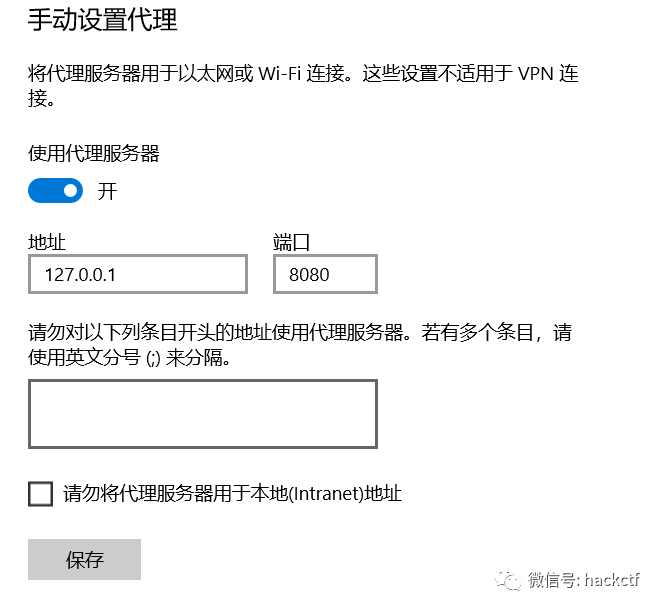 手动设置代理
将代理服务器用于以太网或 Wi-Fi 连接。这些设置不适用于 VPN 连
接。
使用代理服务器
开
地址 端口
127.0.0.1 8080
请勿对以下列条目开头的地址使用代理服务器。若有多个条目，请
使用英文分号 (;) 来分隔。
请勿将代理服务器用于本地(Intranet)地址
保存
微信号: hackctf